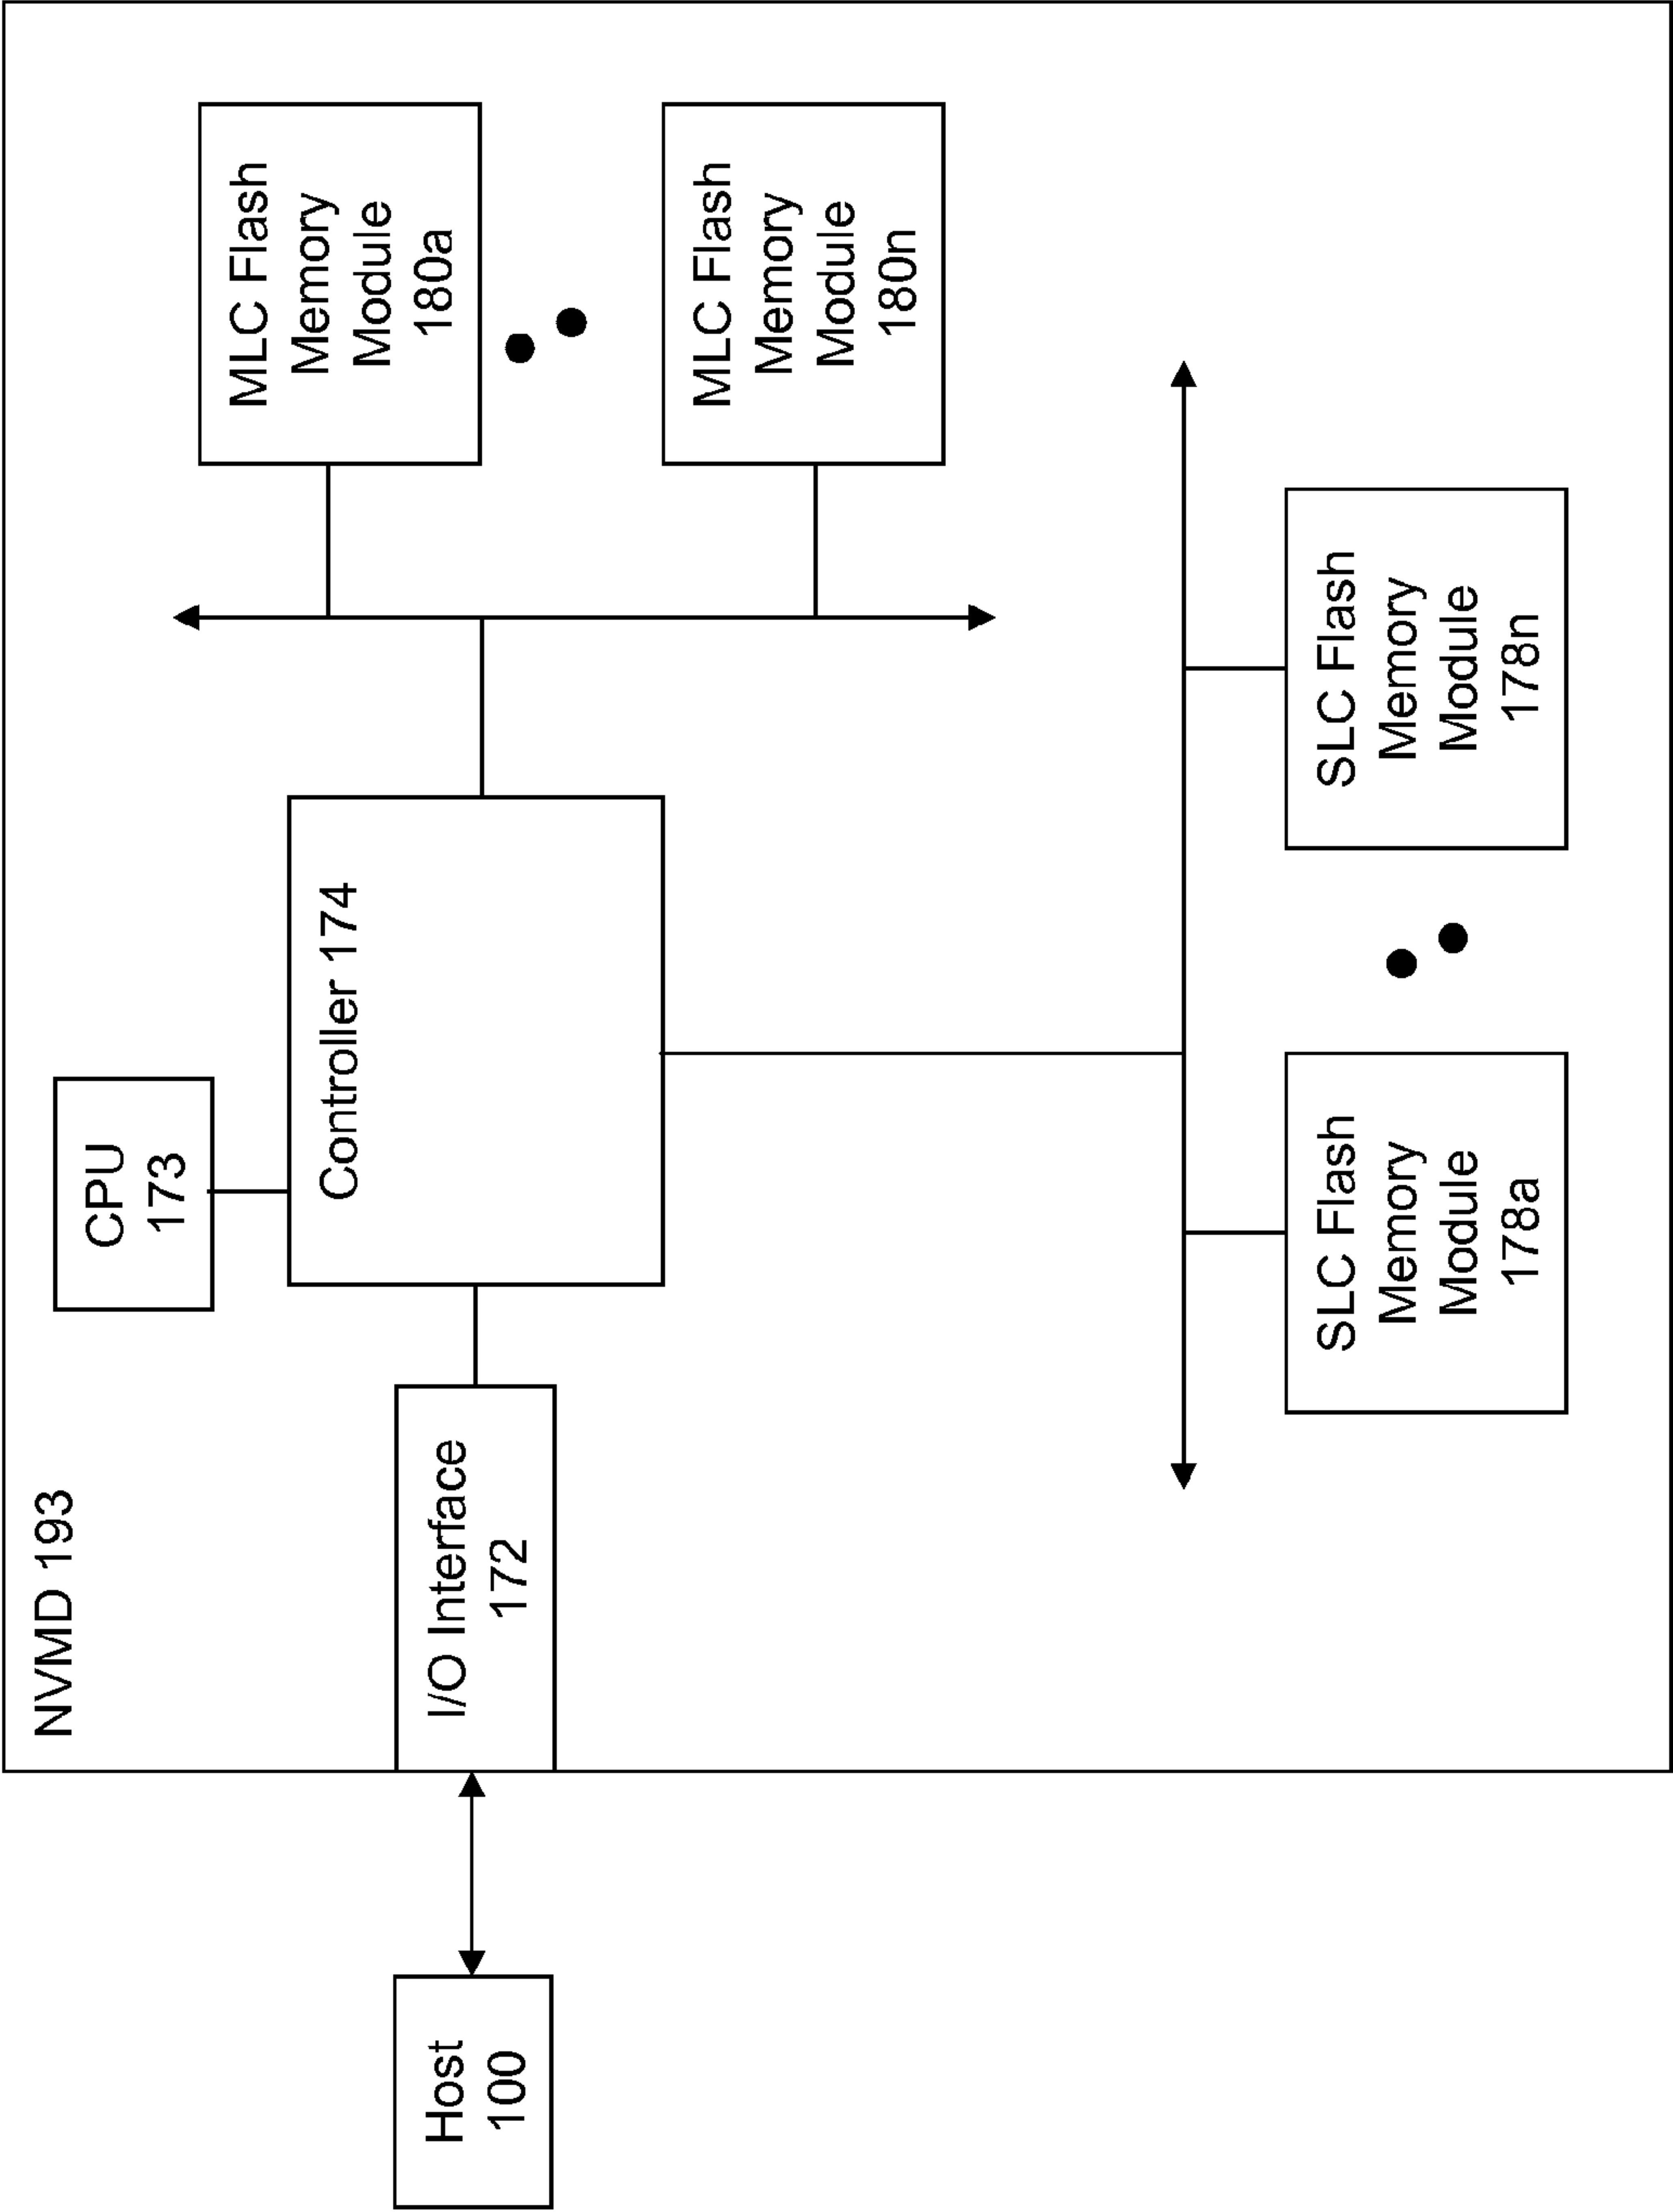 NVMD 193
CPU
173
Host
100
I/O Interface
172
Controller 174
MLC Flash
Memory
Module
180a
MLC Flash
Memory
Module
180n
SLC Flash
Memory
Module
178a
SLC Flash
Memory
Module
178n